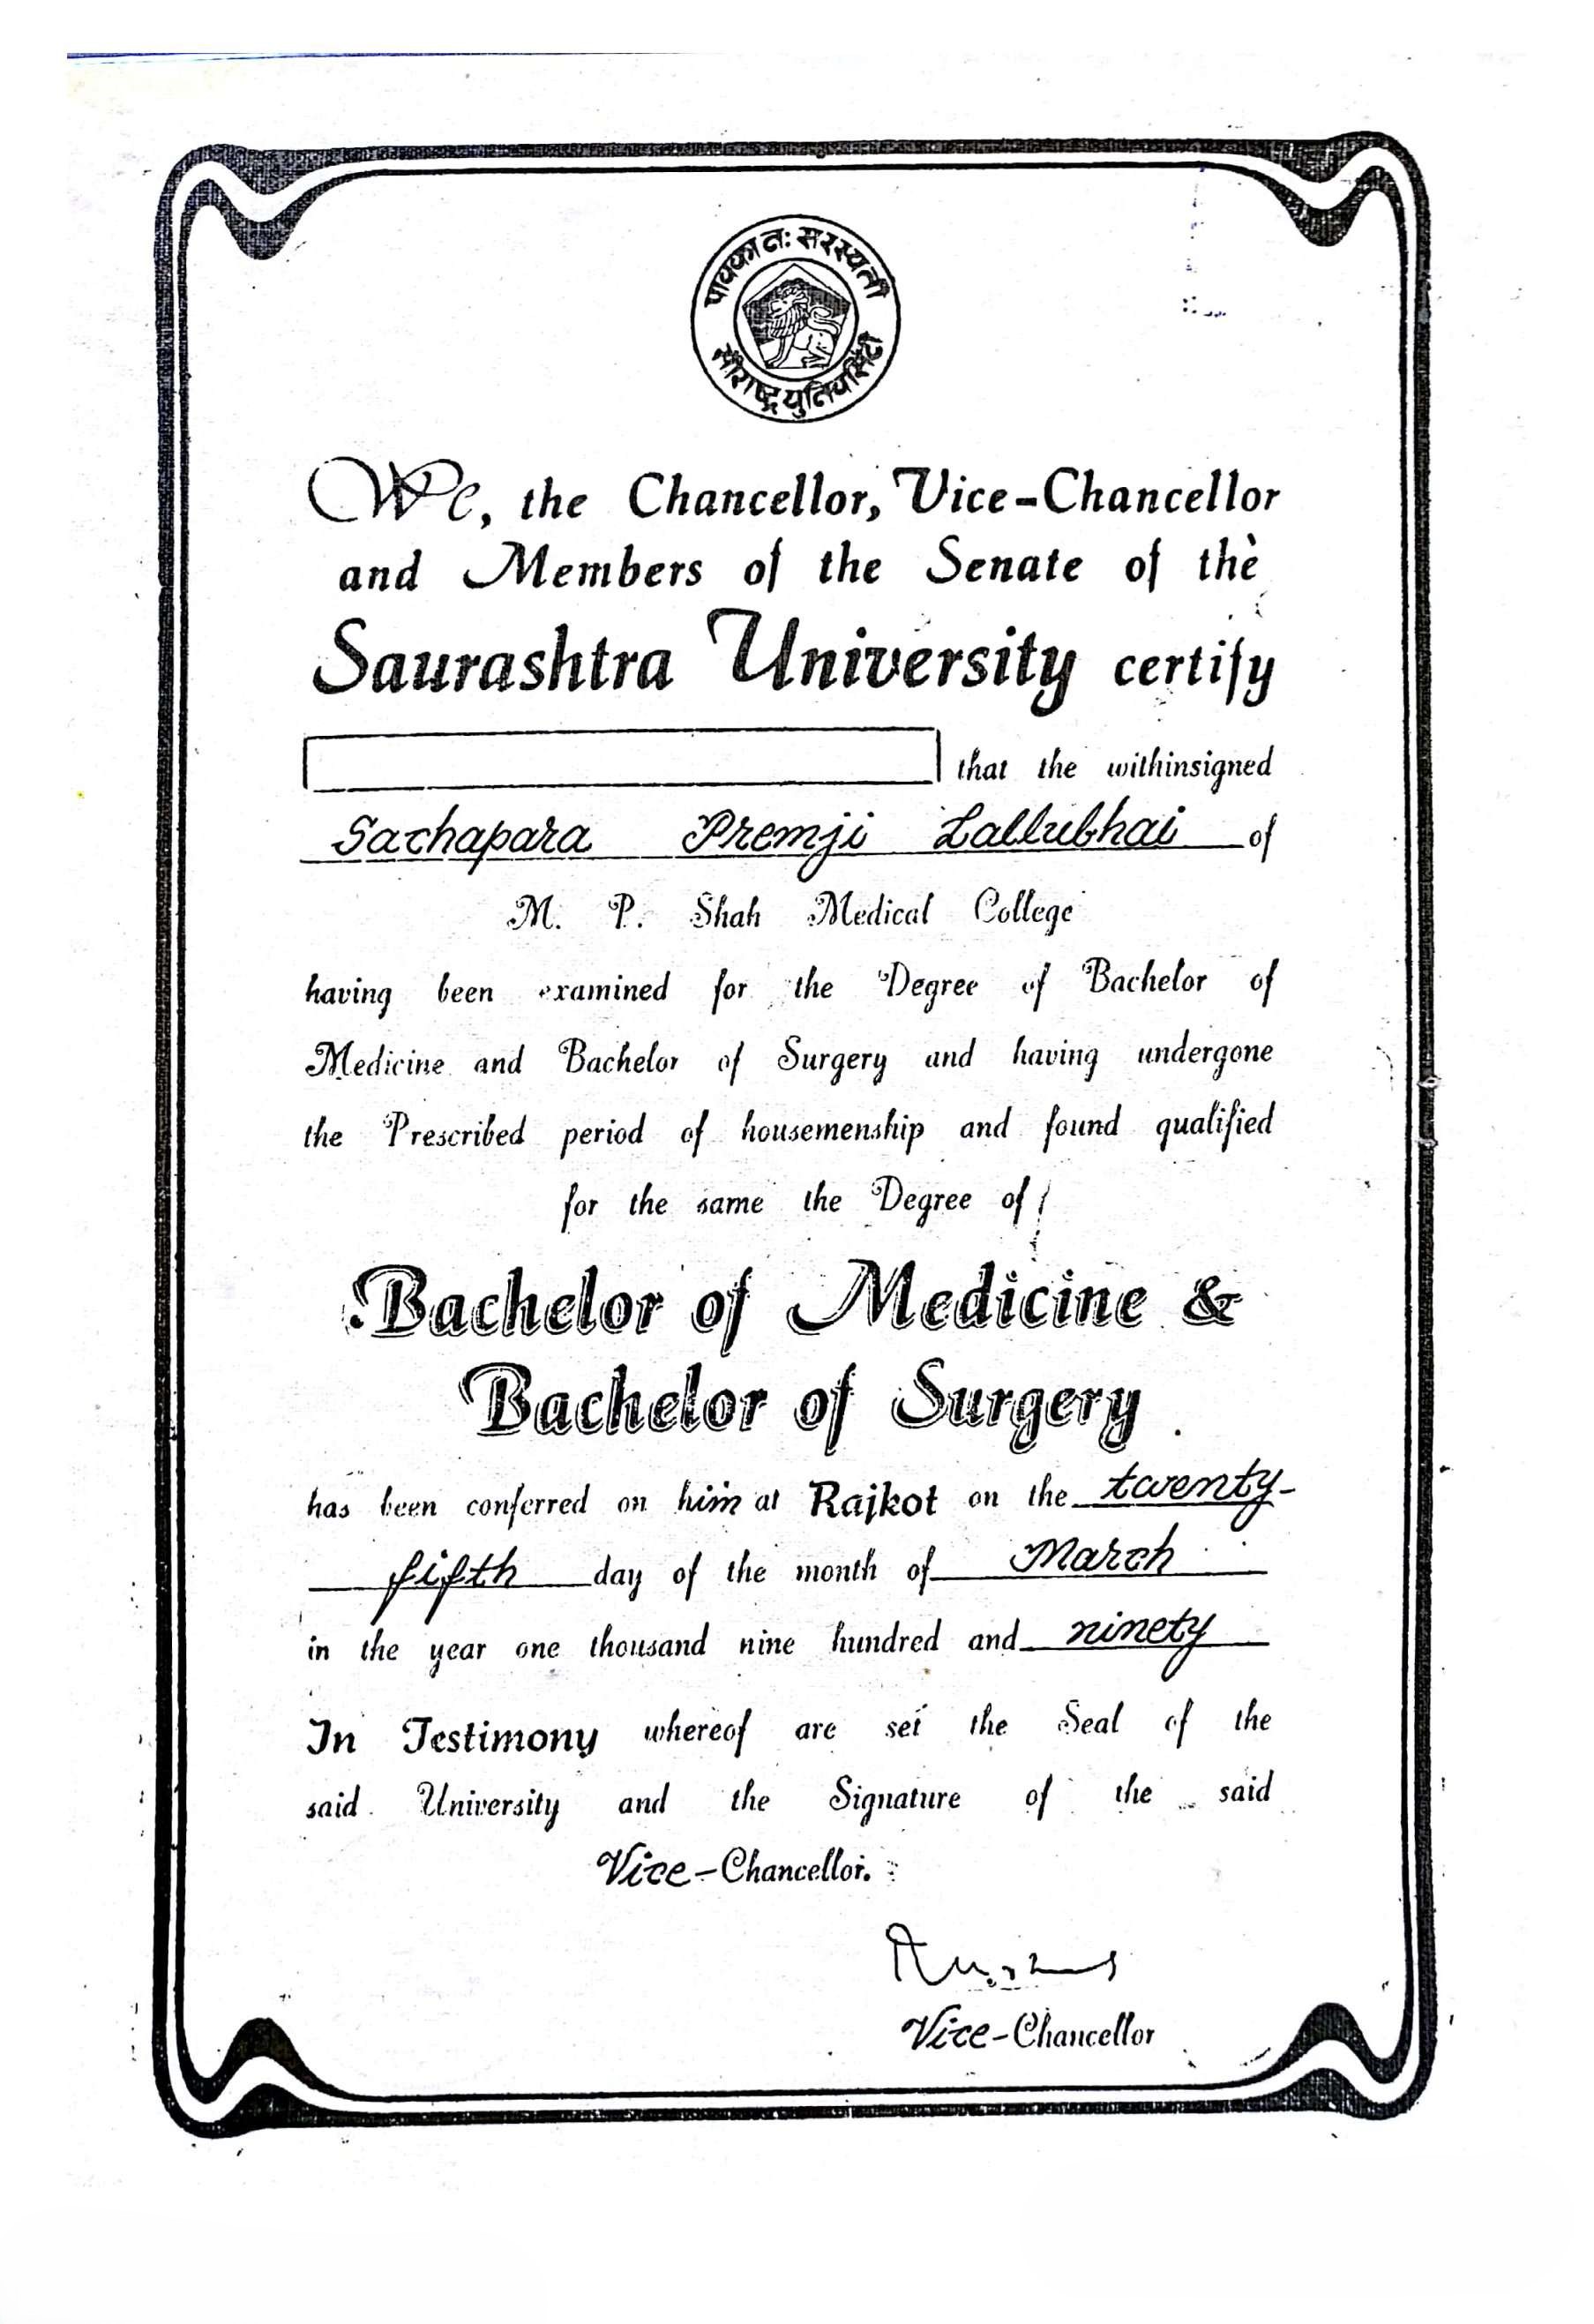 पावका नः सरस्वती
सौराष्ट्र युनिवर्सिटी
We, the Chancellor, Vice-Chancellor
and Members of the Senate of the
Saurashtra University certify
that the withinsigned
Sachapara Premji Lallubhai of
M. P. Shah Medical College
having been examined for the Degree of Bachelor of
Medicine and Bachelor of Surgery and having undergone
the Prescribed period of housemenship and found qualified
for the same the Degree of
Bachelor of Medicine &
Bachelor of Surgery
has been conferred on him at Rajkot on the twenty-
fifth day of the month of March
in the year one thousand nine hundred and ninety
In Testimony whereof are set the Seal of the
said University and the Signature of the said
Vice-Chancellor.
Vice-Chancellor